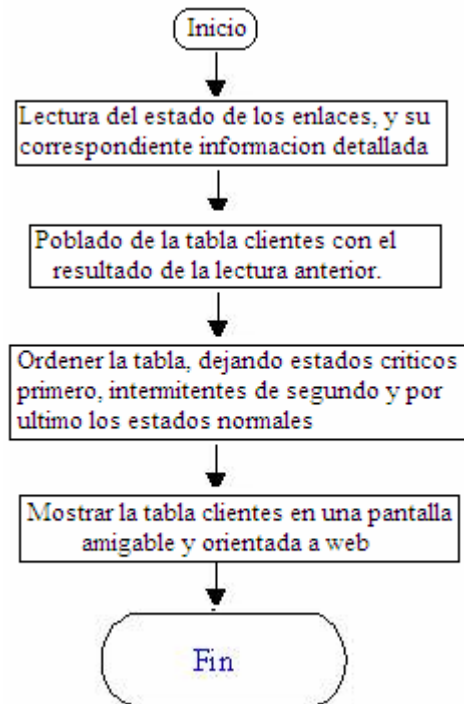 Inicio
Lectura del estado de los enlaces, y su
correspondiente informacion detallada
Poblado de la tabla clientes con el
resultado de la lectura anterior.
Ordener la tabla, dejando estados criticos
primero, intermitentes de segundo y por
ultimo los estados normales
Mostrar la tabla clientes en una pantalla
amigable y orientada a web
Fin